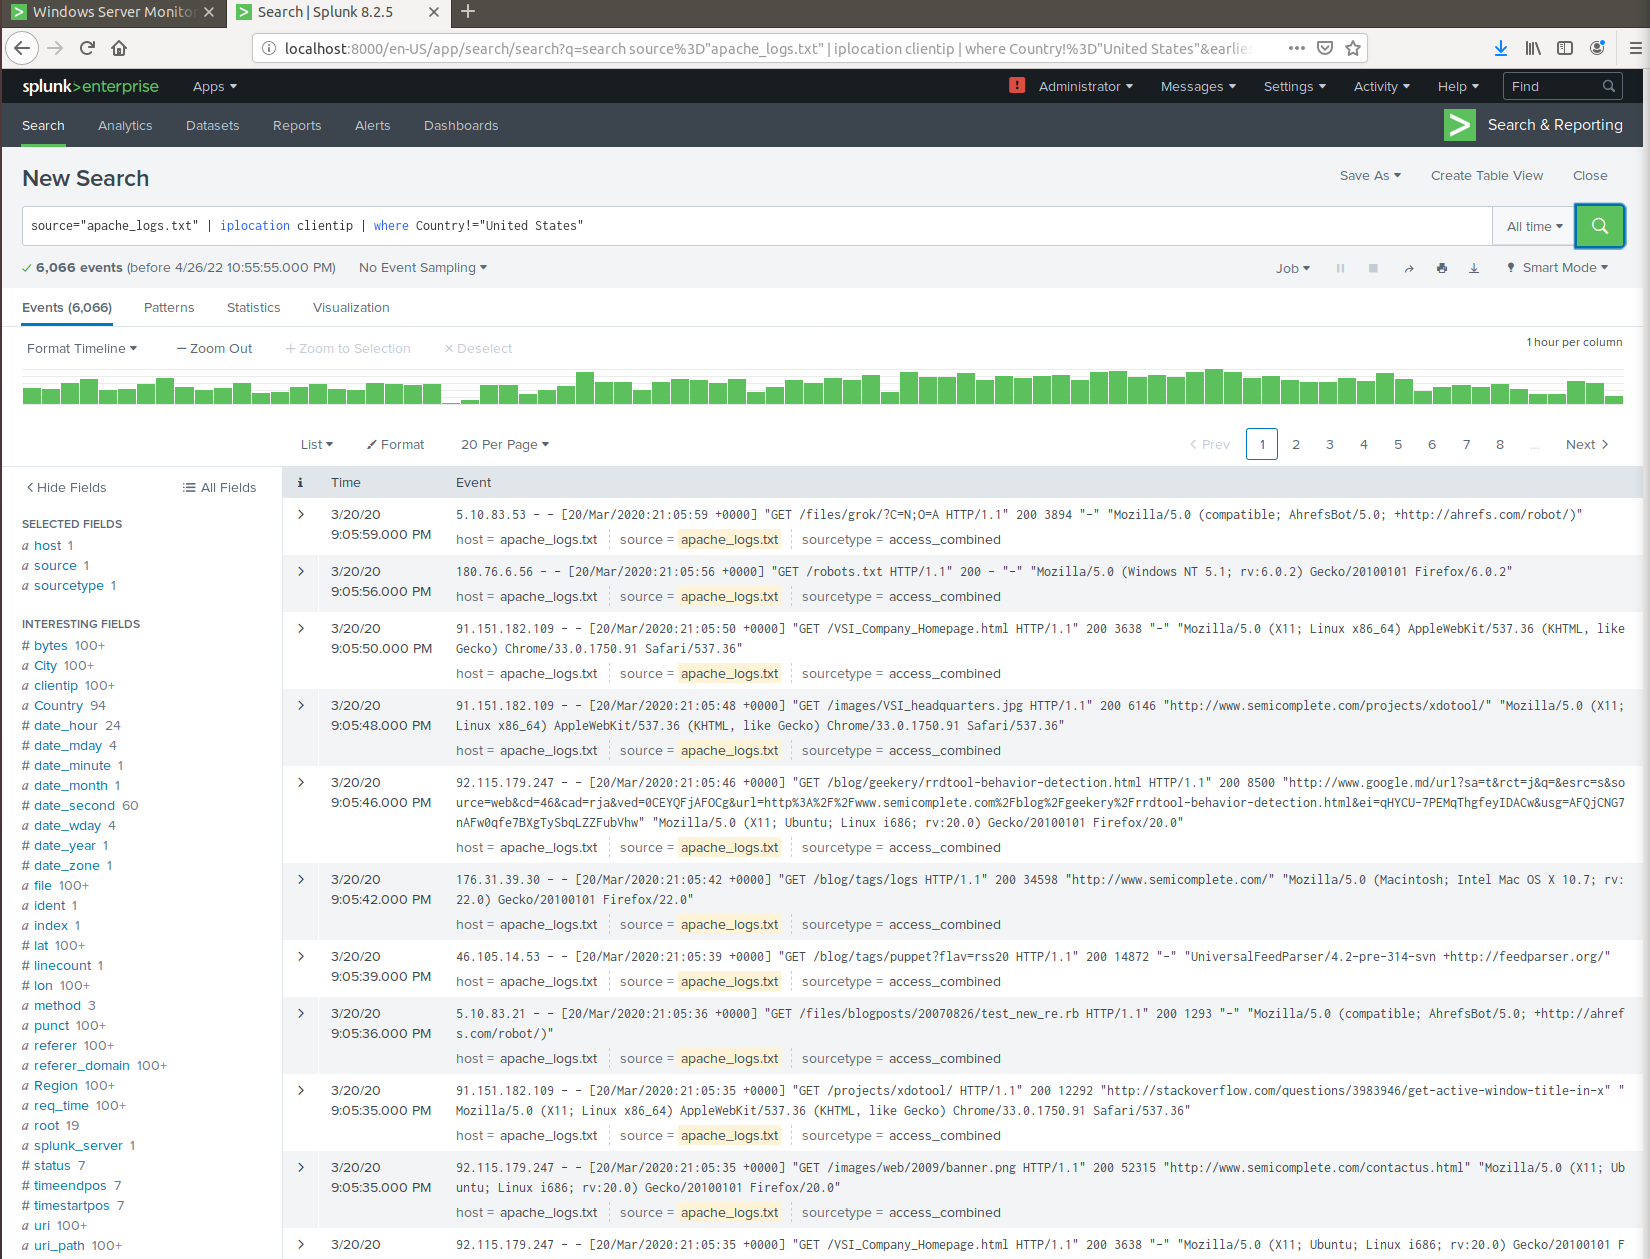 Windows Server Monito
Search | Splunk 8.2.5
localhost:8000/en-US/app/search/search?q=search source%3D"apache_logs.txt" | iplocation clientip | where Country!%3D"United States"&earlie
splunk>enterprise Apps Administrator Messages Settings Activity Help Find
Search Analytics Datasets Reports Alerts Dashboards Search & Reporting
New Search Save As Create Table View Close
source="apache_logs.txt" | iplocation clientip | where Country!="United States" All time
6,066 events (before 4/26/22 10:55:55.000 PM) No Event Sampling Job Smart Mode
Events (6,066) Patterns Statistics Visualization
Format Timeline — Zoom Out + Zoom to Selection × Deselect 1 hour per column
List Format 20 Per Page < Prev 1 2 3 4 5 6 7 8 ... Next >
< Hide Fields All Fields
SELECTED FIELDS
a host 1
a source 1
a sourcetype 1
INTERESTING FIELDS
# bytes 100+
a City 100+
a clientip 100+
a Country 94
# date_hour 24
# date_mday 4
# date_minute 1
a date_month 1
# date_second 60
a date_wday 4
# date_year 1
# date_zone 1
a file 100+
a ident 1
a index 1
# lat 100+
# linecount 1
# lon 100+
a method 3
a punct 100+
a referer 100+
a referer_domain 100+
a Region 100+
a req_time 100+
a root 19
a splunk_server 1
# status 7
# timeendpos 7
# timestartpos 7
a uri 100+
a uri_path 100+
i Time Event
3/20/20
9:05:59.000 PM
5.10.83.53 - - [20/Mar/2020:21:05:59 +0000] "GET /files/grok/?C=N;O=A HTTP/1.1" 200 3894 "-" "Mozilla/5.0 (compatible; AhrefsBot/5.0; +http://ahrefs.com/robot/)"
host = apache_logs.txt source = apache_logs.txt sourcetype = access_combined
3/20/20
9:05:56.000 PM
180.76.6.56 - - [20/Mar/2020:21:05:56 +0000] "GET /robots.txt HTTP/1.1" 200 - "-" "Mozilla/5.0 (Windows NT 5.1; rv:6.0.2) Gecko/20100101 Firefox/6.0.2"
host = apache_logs.txt source = apache_logs.txt sourcetype = access_combined
3/20/20
9:05:50.000 PM
91.151.182.109 - - [20/Mar/2020:21:05:50 +0000] "GET /VSI_Company_Homepage.html HTTP/1.1" 200 3638 "-" "Mozilla/5.0 (X11; Linux x86_64) AppleWebKit/537.36 (KHTML, like
Gecko) Chrome/33.0.1750.91 Safari/537.36"
host = apache_logs.txt source = apache_logs.txt sourcetype = access_combined
3/20/20
9:05:48.000 PM
91.151.182.109 - - [20/Mar/2020:21:05:48 +0000] "GET /images/VSI_headquarters.jpg HTTP/1.1" 200 6146 "http://www.semicomplete.com/projects/xdotool/" "Mozilla/5.0 (X11;
Linux x86_64) AppleWebKit/537.36 (KHTML, like Gecko) Chrome/33.0.1750.91 Safari/537.36"
host = apache_logs.txt source = apache_logs.txt sourcetype = access_combined
3/20/20
9:05:46.000 PM
92.115.179.247 - - [20/Mar/2020:21:05:46 +0000] "GET /blog/geekery/rrdtool-behavior-detection.html HTTP/1.1" 200 8500 "http://www.google.md/url?sa=t&rct=j&q=&esrc=s&so
urce=web&cd=46&cad=rja&ved=0CEYQFjAFOCg&url=http%3A%2F%2Fwww.semicomplete.com%2Fblog%2Fgeekery%2Frrdtool-behavior-detection.html&ei=qHYCU-7PEMqThgfeyIDACw&usg=AFQjCNG7
nAFw0qfe7BXgTySbqLZZFubVhw" "Mozilla/5.0 (X11; Ubuntu; Linux i686; rv:20.0) Gecko/20100101 Firefox/20.0"
host = apache_logs.txt source = apache_logs.txt sourcetype = access_combined
3/20/20
9:05:42.000 PM
176.31.39.30 - - [20/Mar/2020:21:05:42 +0000] "GET /blog/tags/logs HTTP/1.1" 200 34598 "http://www.semicomplete.com/" "Mozilla/5.0 (Macintosh; Intel Mac OS X 10.7; rv:
22.0) Gecko/20100101 Firefox/22.0"
host = apache_logs.txt source = apache_logs.txt sourcetype = access_combined
3/20/20
9:05:39.000 PM
46.105.14.53 - - [20/Mar/2020:21:05:39 +0000] "GET /blog/tags/puppet?flav=rss20 HTTP/1.1" 200 14872 "-" "UniversalFeedParser/4.2-pre-314-svn +http://feedparser.org/"
host = apache_logs.txt source = apache_logs.txt sourcetype = access_combined
3/20/20
9:05:36.000 PM
5.10.83.21 - - [20/Mar/2020:21:05:36 +0000] "GET /files/blogposts/20070826/test_new_re.rb HTTP/1.1" 200 1293 "-" "Mozilla/5.0 (compatible; AhrefsBot/5.0; +http://ahref
s.com/robot/)"
host = apache_logs.txt source = apache_logs.txt sourcetype = access_combined
3/20/20
9:05:35.000 PM
91.151.182.109 - - [20/Mar/2020:21:05:35 +0000] "GET /projects/xdotool/ HTTP/1.1" 200 12292 "http://stackoverflow.com/questions/3983946/get-active-window-title-in-x" "
Mozilla/5.0 (X11; Linux x86_64) AppleWebKit/537.36 (KHTML, like Gecko) Chrome/33.0.1750.91 Safari/537.36"
host = apache_logs.txt source = apache_logs.txt sourcetype = access_combined
3/20/20
9:05:35.000 PM
92.115.179.247 - - [20/Mar/2020:21:05:35 +0000] "GET /images/web/2009/banner.png HTTP/1.1" 200 52315 "http://www.semicomplete.com/contactus.html" "Mozilla/5.0 (X11; Ub
untu; Linux i686; rv:20.0) Gecko/20100101 Firefox/20.0"
host = apache_logs.txt source = apache_logs.txt sourcetype = access_combined
3/20/20
92.115.179.247 - - [20/Mar/2020:21:05:35 +0000] "GET /VSI_Company_Homepage.html HTTP/1.1" 200 3638 "-" "Mozilla/5.0 (X11; Ubuntu; Linux i686; rv:20.0) Gecko/20100101 F